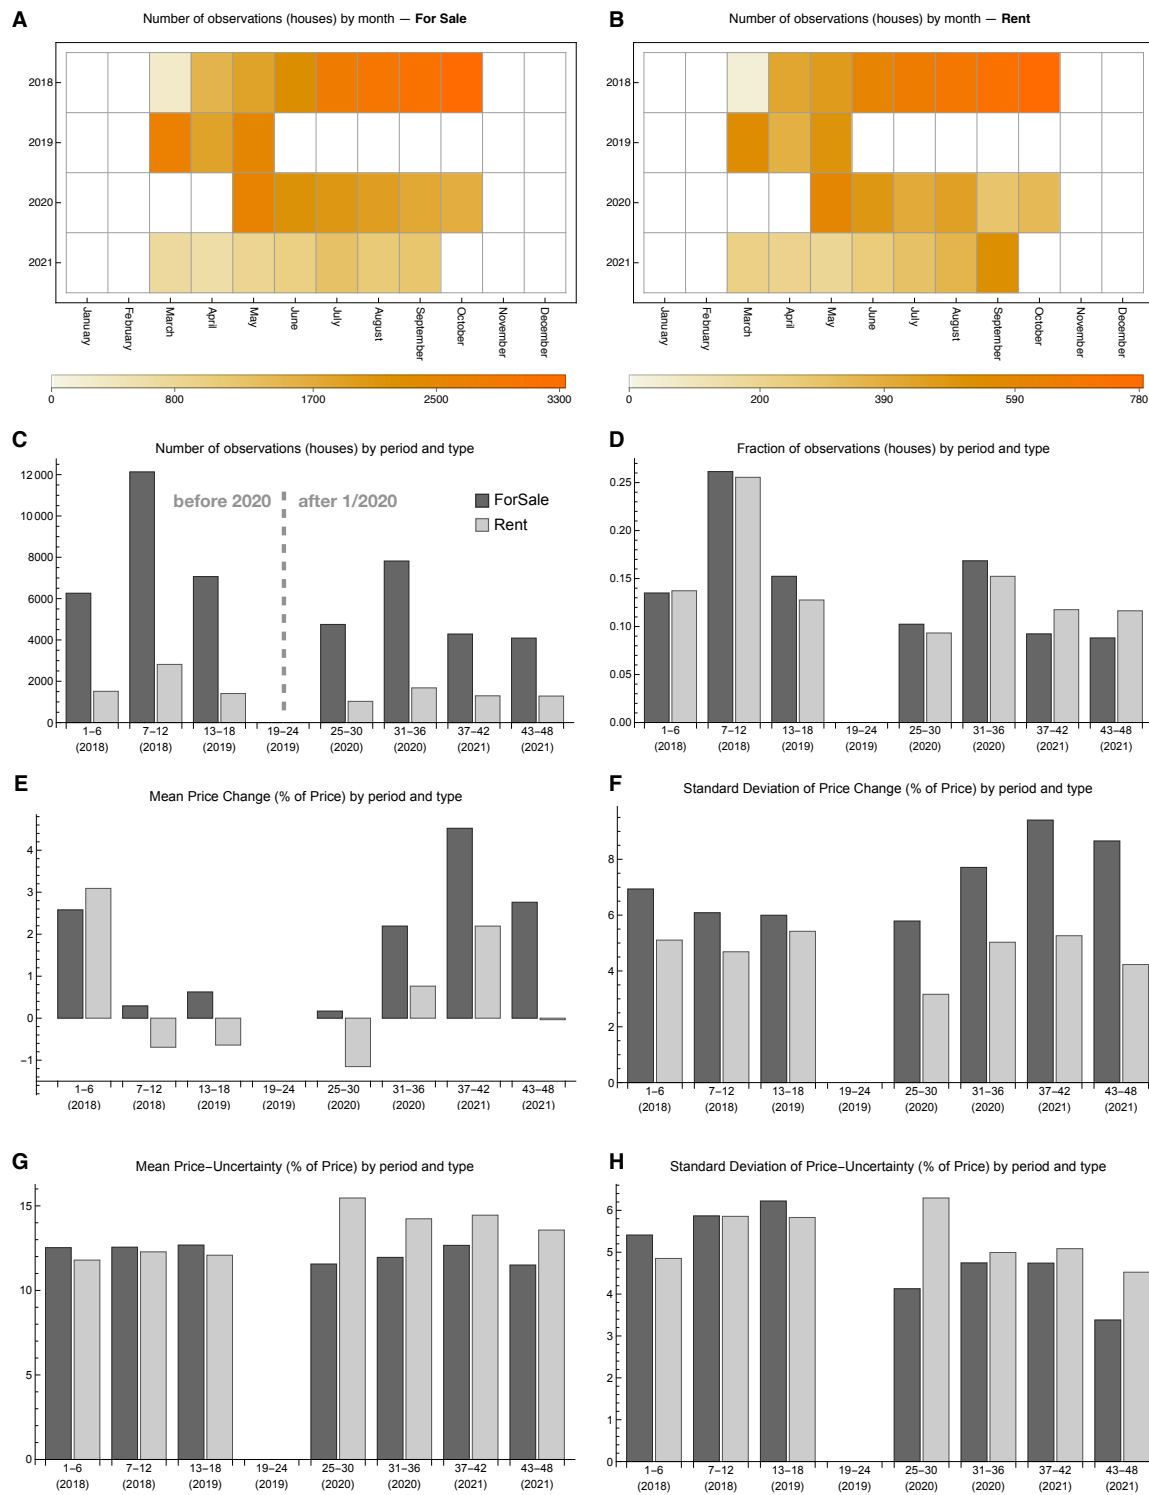 A
Number of observations (houses) by month — For Sale
2018
2019
2020
2021
January
February
March
April
May
June
July
August
September
October
November
December
0
800
1700
2500
3300
B
Number of observations (houses) by month — Rent
2018
2019
2020
2021
January
February
March
April
May
June
July
August
September
October
November
December
0
200
390
590
780
C
Number of observations (houses) by period and type
12000
10000
8000
6000
4000
2000
0
before 2020
after 1/2020
ForSale
Rent
1–6 7–12 13–18 19–24 25–30 31–36 37–42 43–48
(2018) (2018) (2019) (2019) (2020) (2020) (2021) (2021)
D
Fraction of observations (houses) by period and type
0.25
0.20
0.15
0.10
0.05
0.00
1–6 7–12 13–18 19–24 25–30 31–36 37–42 43–48
(2018) (2018) (2019) (2019) (2020) (2020) (2021) (2021)
E
Mean Price Change (% of Price) by period and type
4
3
2
1
0
−1
1–6 7–12 13–18 19–24 25–30 31–36 37–42 43–48
(2018) (2018) (2019) (2019) (2020) (2020) (2021) (2021)
F
Standard Deviation of Price Change (% of Price) by period and type
8
6
4
2
0
1–6 7–12 13–18 19–24 25–30 31–36 37–42 43–48
(2018) (2018) (2019) (2019) (2020) (2020) (2021) (2021)
G
Mean Price−Uncertainty (% of Price) by period and type
15
10
5
0
1–6 7–12 13–18 19–24 25–30 31–36 37–42 43–48
(2018) (2018) (2019) (2019) (2020) (2020) (2021) (2021)
H
Standard Deviation of Price−Uncertainty (% of Price) by period and type
6
5
4
3
2
1
0
1–6 7–12 13–18 19–24 25–30 31–36 37–42 43–48
(2018) (2018) (2019) (2019) (2020) (2020) (2021) (2021)